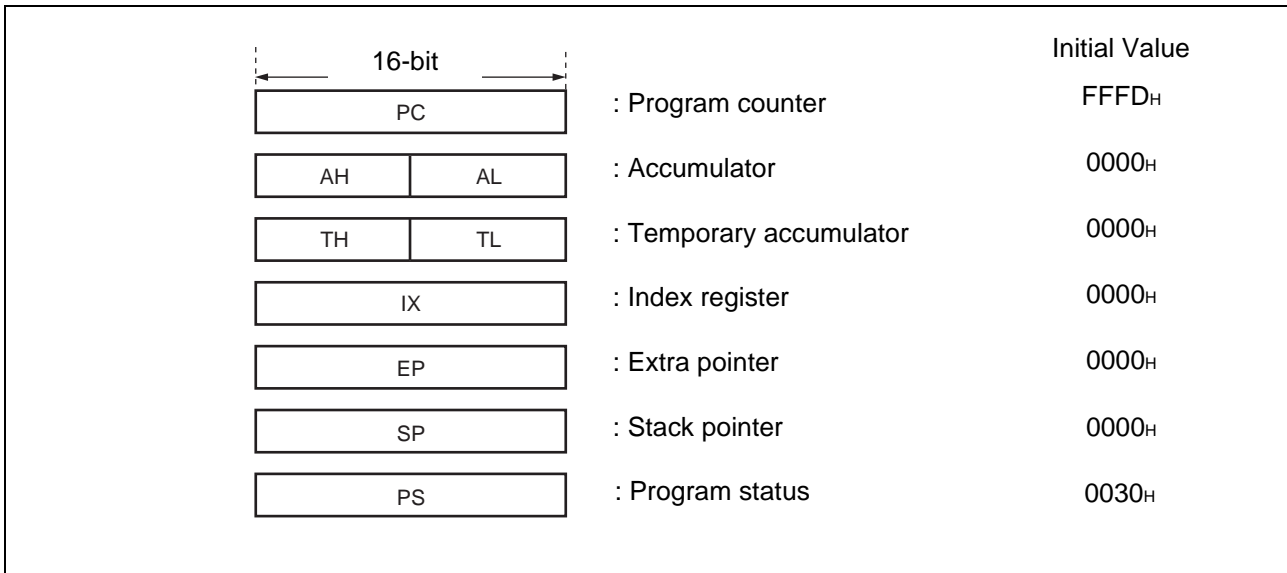 16-bit Initial Value
PC : Program counter FFFDH
AH AL : Accumulator 0000H
TH TL : Temporary accumulator 0000H
IX : Index register 0000H
EP : Extra pointer 0000H
SP : Stack pointer 0000H
PS : Program status 0030H